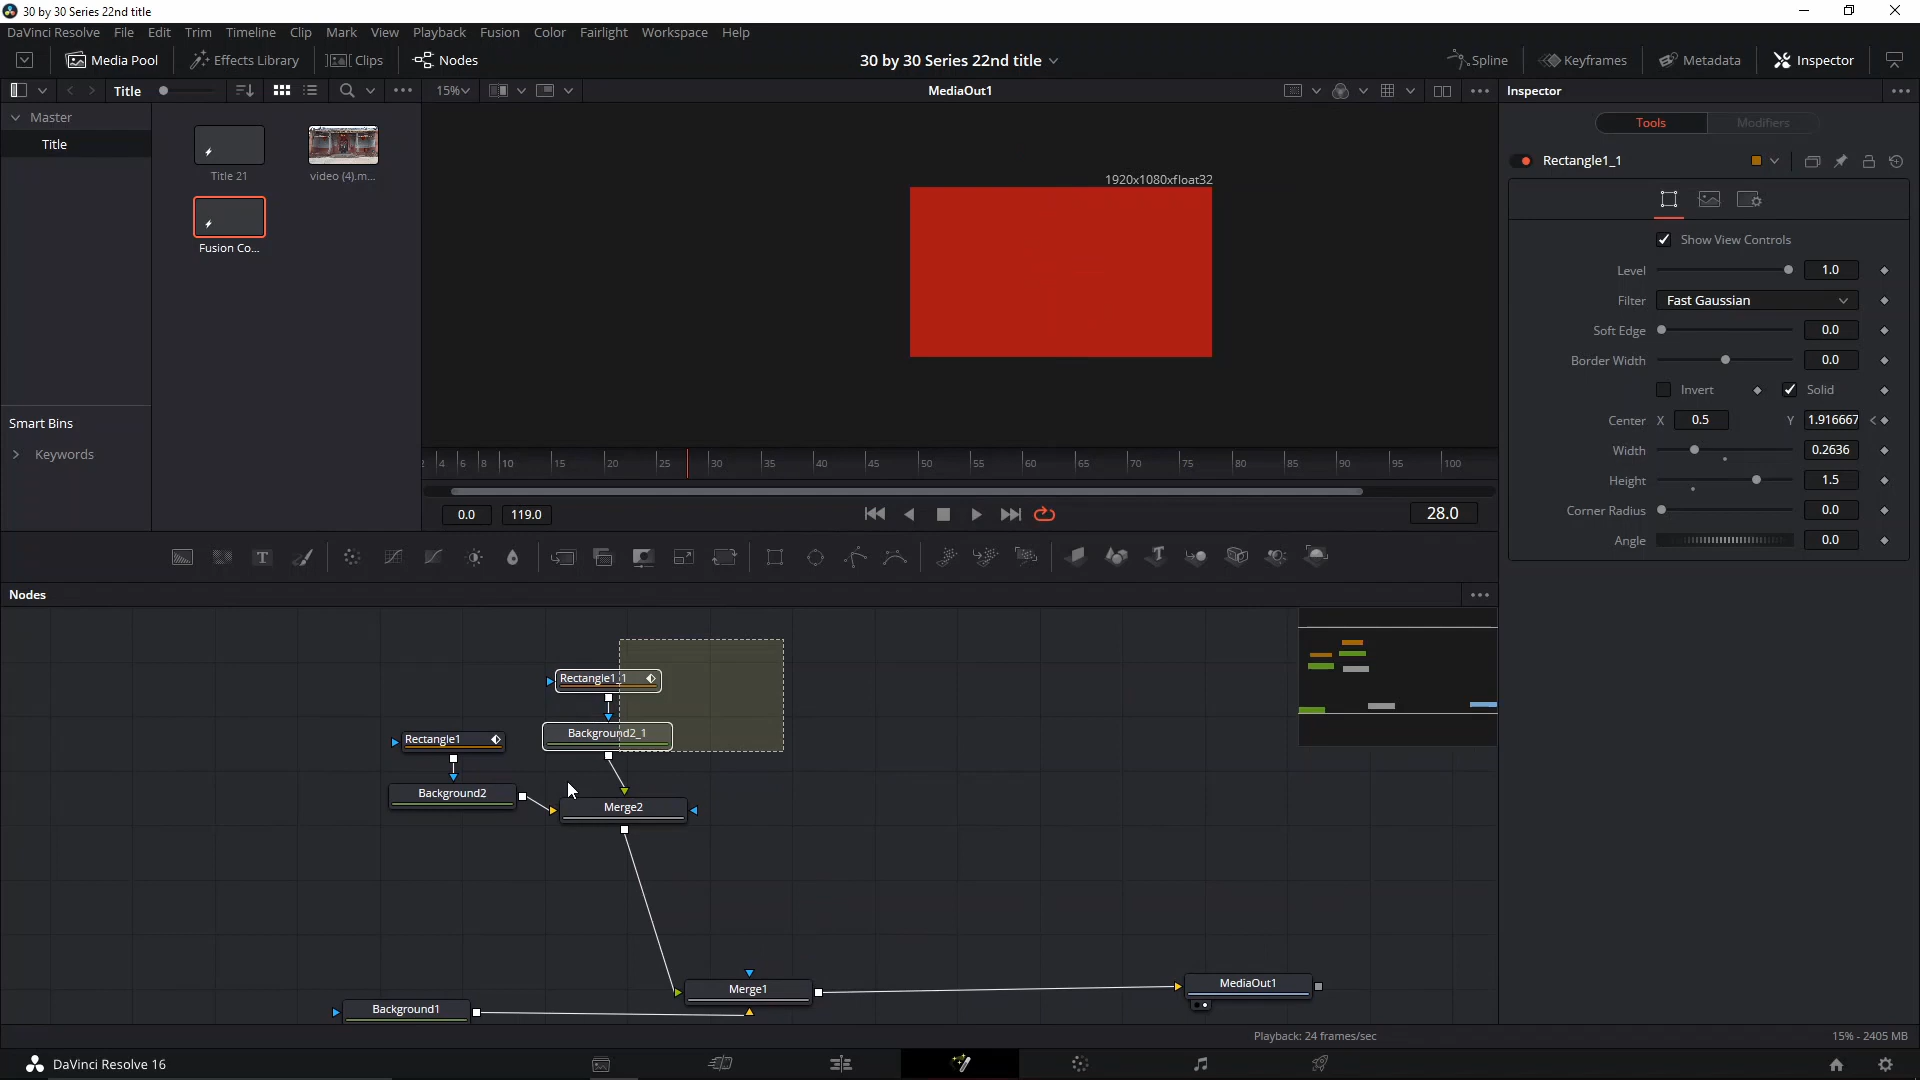 30 by 30 Series 22nd title
DaVinci Resolve File Edit Trim Timeline Clip Mark View Playback Fusion Color Fairlight Workspace Help
Media Pool Effects Library Clips Nodes 30 by 30 Series 22nd title Spline Keyframes Metadata Inspector
Title 15% MediaOut1 Inspector
Master
Title
Title 21
video (4).m...
Fusion Co...
Smart Bins
Keywords
1920x1080xfloat32
2 4 6 8 10 15 20 25 30 35 40 45 50 55 60 65 70 75 80 85 90 95 100
0.0 119.0 28.0
Tools Modifiers
Rectangle1_1
Show View Controls
Level 1.0
Filter Fast Gaussian
Soft Edge 0.0
Border Width 0.0
Invert Solid
Center X 0.5 Y 1.916667
Width 0.2636
Height 1.5
Corner Radius 0.0
Angle 0.0
Nodes
Rectangle1_1
Background2_1
Rectangle1
Background2
Merge2
Merge1
MediaOut1
Background1
Playback: 24 frames/sec 15% - 2405 MB
DaVinci Resolve 16